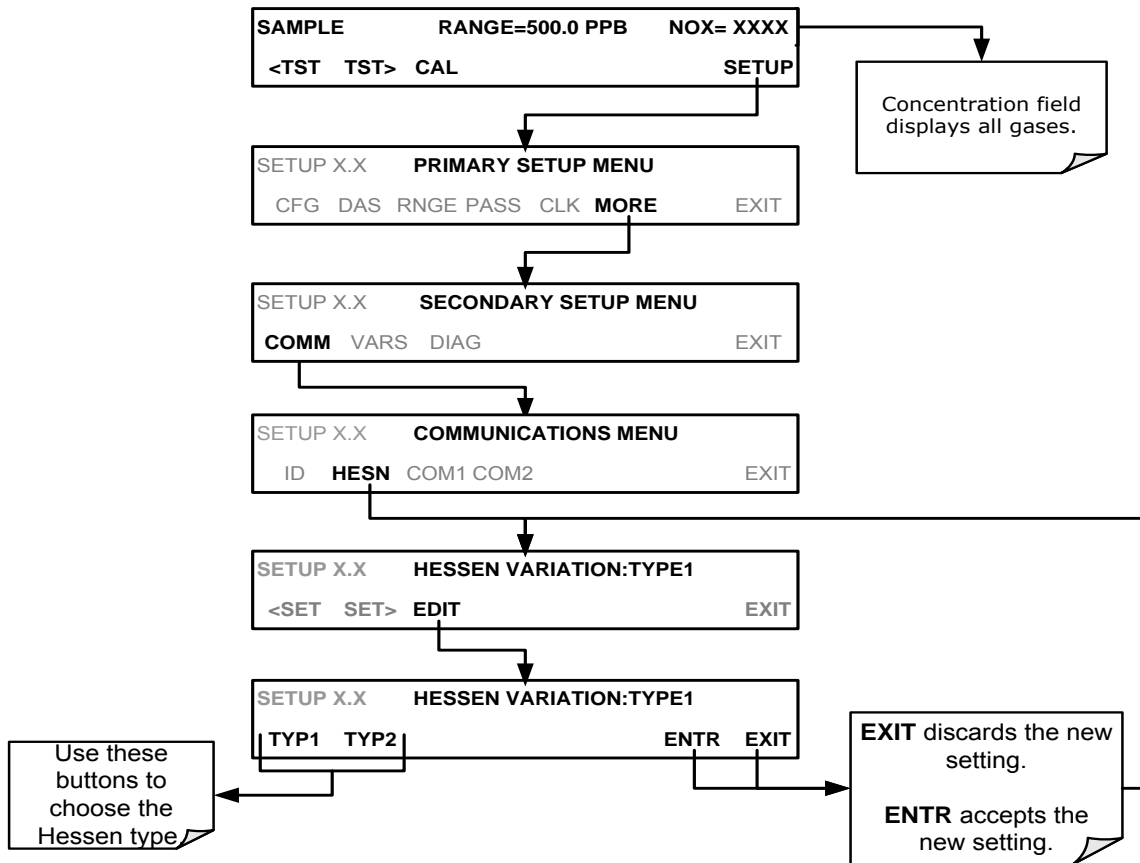 SAMPLE RANGE=500.0 PPB NOX= XXXX
<TST TST> CAL SETUP
Concentration field
displays all gases.
SETUP X.X PRIMARY SETUP MENU
CFG DAS RNGE PASS CLK MORE EXIT
SETUP X.X SECONDARY SETUP MENU
COMM VARS DIAG EXIT
SETUP X.X COMMUNICATIONS MENU
ID HESN COM1 COM2 EXIT
SETUP X.X HESSEN VARIATION:TYPE1
<SET SET> EDIT EXIT
SETUP X.X HESSEN VARIATION:TYPE1
TYP1 TYP2 ENTR EXIT
Use these
buttons to
choose the
Hessen type
EXIT discards the new
setting.
ENTR accepts the
new setting.